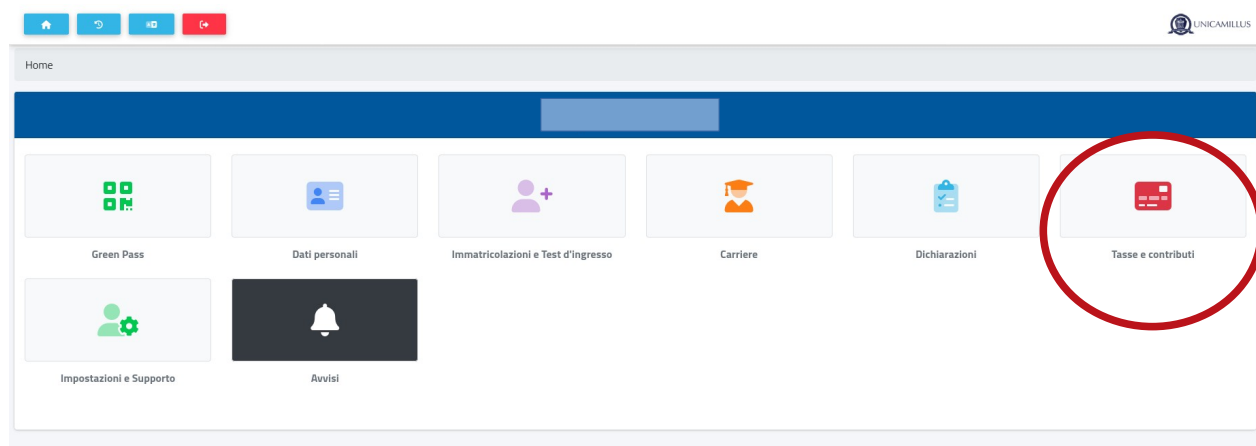 UNICAMILLUS
Home
Green Pass
Dati personali
Immatricolazioni e Test d'ingresso
Carriere
Dichiarazioni
Tasse e contributi
Impostazioni e Supporto
Avvisi